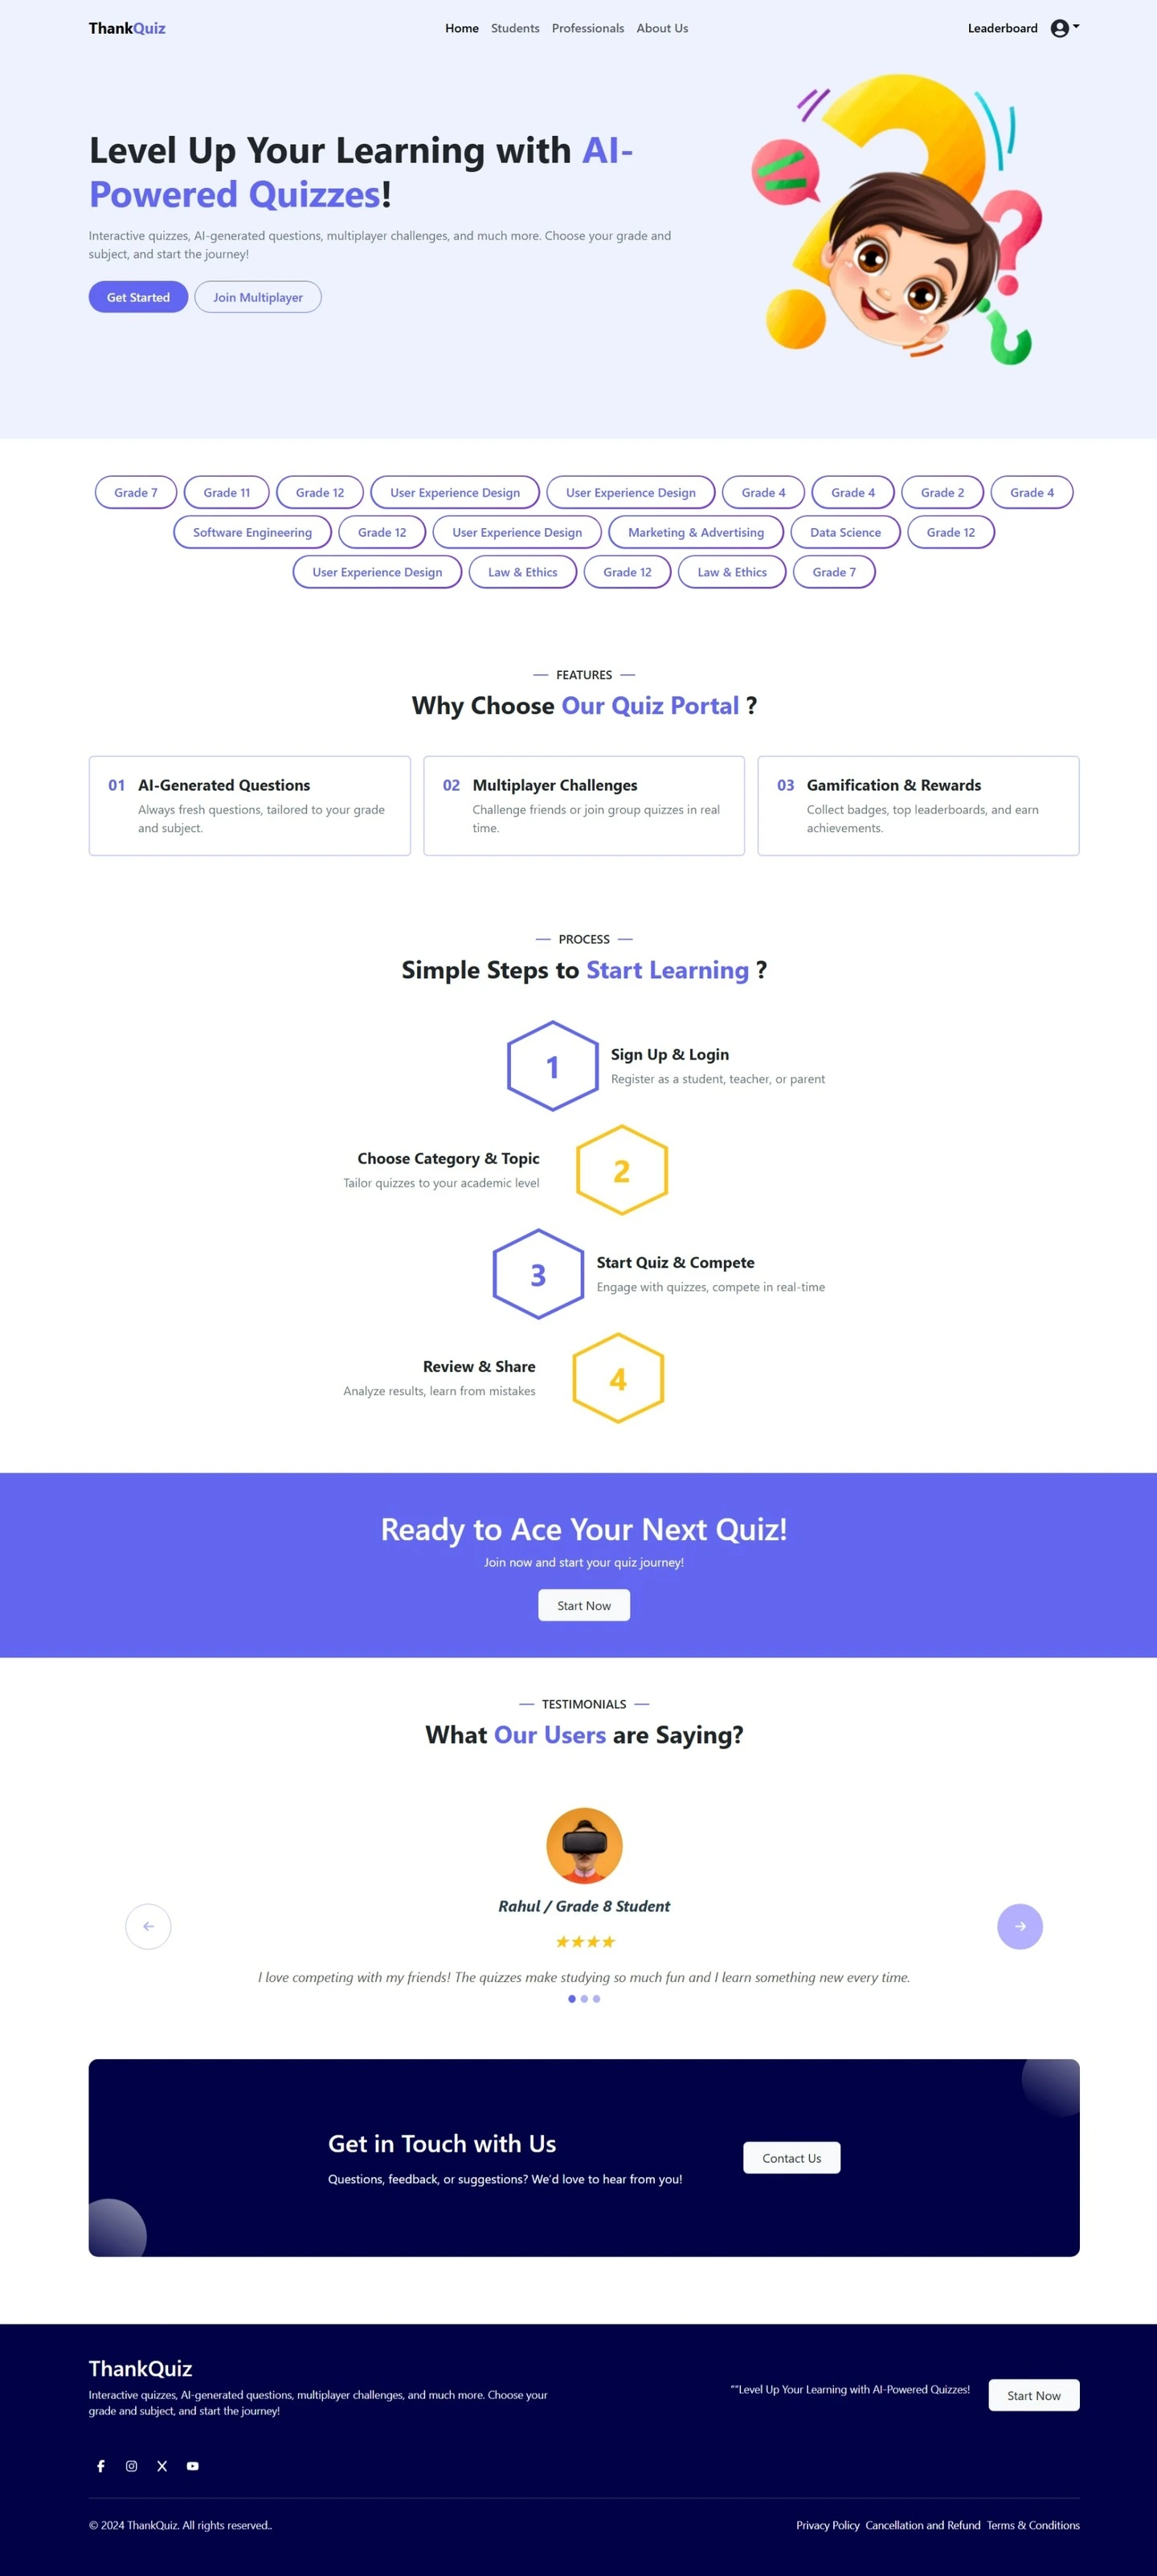 ThankQuiz
Home Students Professionals About Us
Leaderboard
Level Up Your Learning with AI-
Powered Quizzes!
Interactive quizzes, AI-generated questions, multiplayer challenges, and much more. Choose your grade and
subject, and start the journey!
Get Started Join Multiplayer
Grade 7 Grade 11 Grade 12 User Experience Design User Experience Design Grade 4 Grade 4 Grade 2 Grade 4
Software Engineering Grade 12 User Experience Design Marketing & Advertising Data Science Grade 12
User Experience Design Law & Ethics Grade 12 Law & Ethics Grade 7
FEATURES
Why Choose Our Quiz Portal ?
01 AI-Generated Questions
Always fresh questions, tailored to your grade
and subject.
02 Multiplayer Challenges
Challenge friends or join group quizzes in real
time.
03 Gamification & Rewards
Collect badges, top leaderboards, and earn
achievements.
PROCESS
Simple Steps to Start Learning ?
1
Sign Up & Login
Register as a student, teacher, or parent
Choose Category & Topic
Tailor quizzes to your academic level
2
3
Start Quiz & Compete
Engage with quizzes, compete in real-time
Review & Share
Analyze results, learn from mistakes
4
Ready to Ace Your Next Quiz!
Join now and start your quiz journey!
Start Now
TESTIMONIALS
What Our Users are Saying?
Rahul / Grade 8 Student
★★★★
I love competing with my friends! The quizzes make studying so much fun and I learn something new every time.
Get in Touch with Us
Questions, feedback, or suggestions? We'd love to hear from you!
Contact Us
ThankQuiz
Interactive quizzes, AI-generated questions, multiplayer challenges, and much more. Choose your
grade and subject, and start the journey!
""Level Up Your Learning with AI-Powered Quizzes!
Start Now
© 2024 ThankQuiz. All rights reserved..
Privacy Policy Cancellation and Refund Terms & Conditions